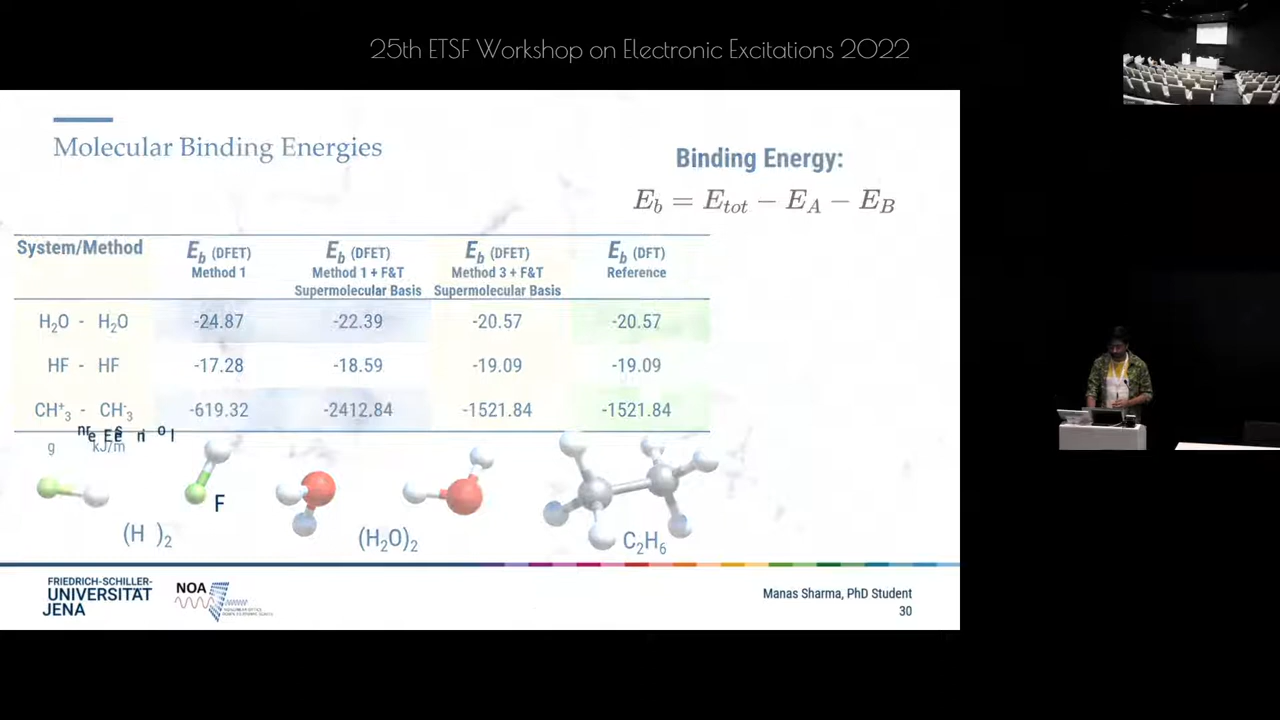 25th ETSF Workshop on Electronic Excitations 2022
Molecular Binding Energies
Binding Energy:
E_b = E_tot − E_A − E_B
System/Method
E_b (DFET)
Method 1
E_b (DFET)
Method 1 + F&T
Supermolecular Basis
E_b (DFET)
Method 3 + F&T
Supermolecular Basis
E_b (DFT)
Reference
H₂O - H₂O -24.87 -22.39 -20.57 -20.57
HF - HF -17.28 -18.59 -19.09 -19.09
CH⁺₃ - CH⁻₃ -619.32 -2412.84 -1521.84 -1521.84
g kJ/m
F
(H )₂
(H₂O)₂
C₂H₆
FRIEDRICH-SCHILLER-
UNIVERSITÄT
JENA
NOA
Manas Sharma, PhD Student
30